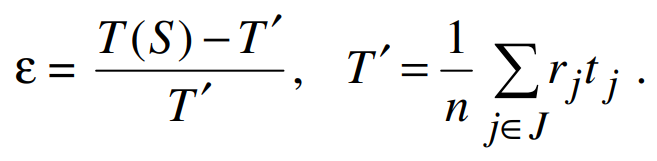 ε = (T(S) − T′) / T′ ,   T′ = (1/n) ∑_{j∈J} r_j t_j .